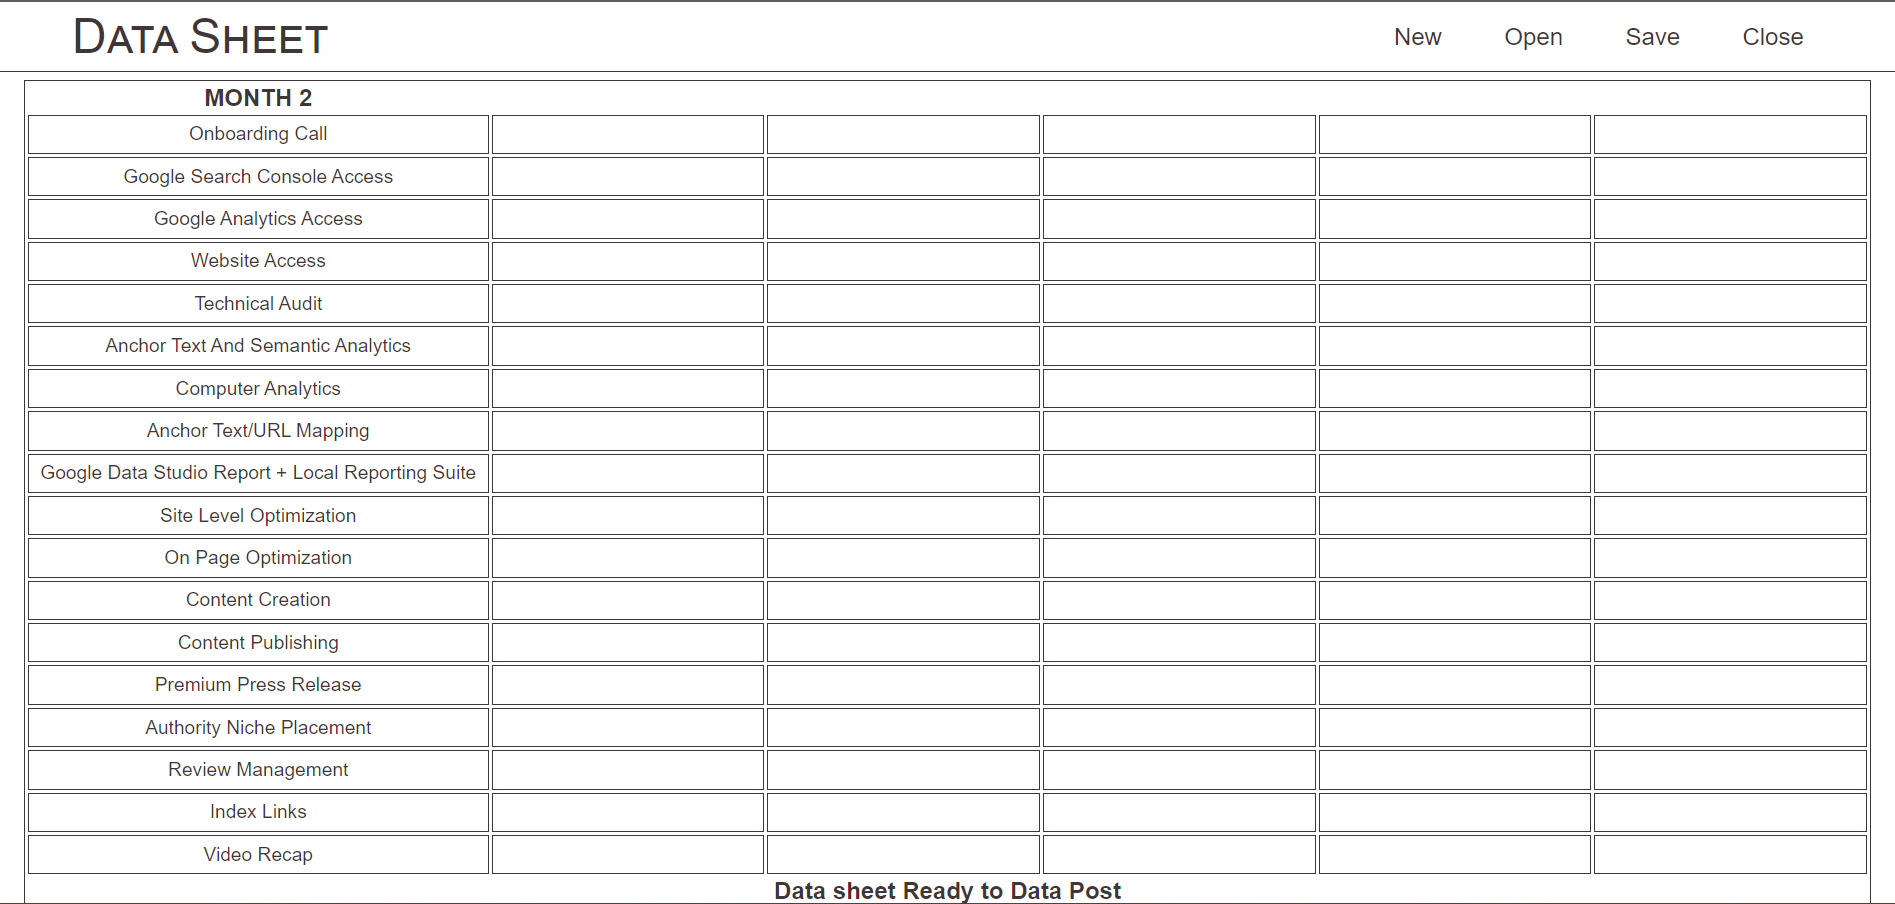 DATA SHEET
New Open Save Close
MONTH 2
Onboarding Call
Google Search Console Access
Google Analytics Access
Website Access
Technical Audit
Anchor Text And Semantic Analytics
Computer Analytics
Anchor Text/URL Mapping
Google Data Studio Report + Local Reporting Suite
Site Level Optimization
On Page Optimization
Content Creation
Content Publishing
Premium Press Release
Authority Niche Placement
Review Management
Index Links
Video Recap
Data sheet Ready to Data Post